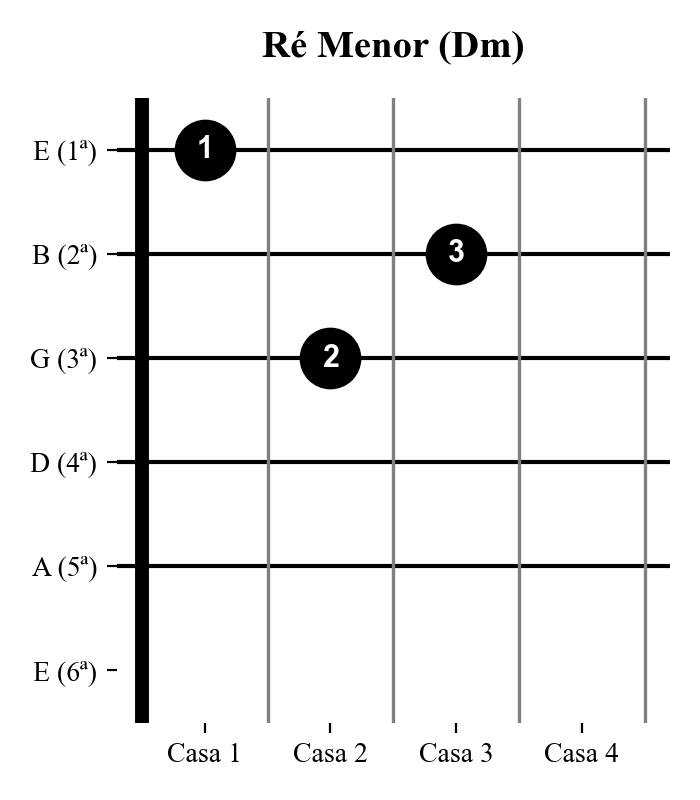 Ré Menor (Dm)
E (1ª)
1
B (2ª)
3
G (3ª)
2
D (4ª)
A (5ª)
E (6ª)
Casa 1 Casa 2 Casa 3 Casa 4